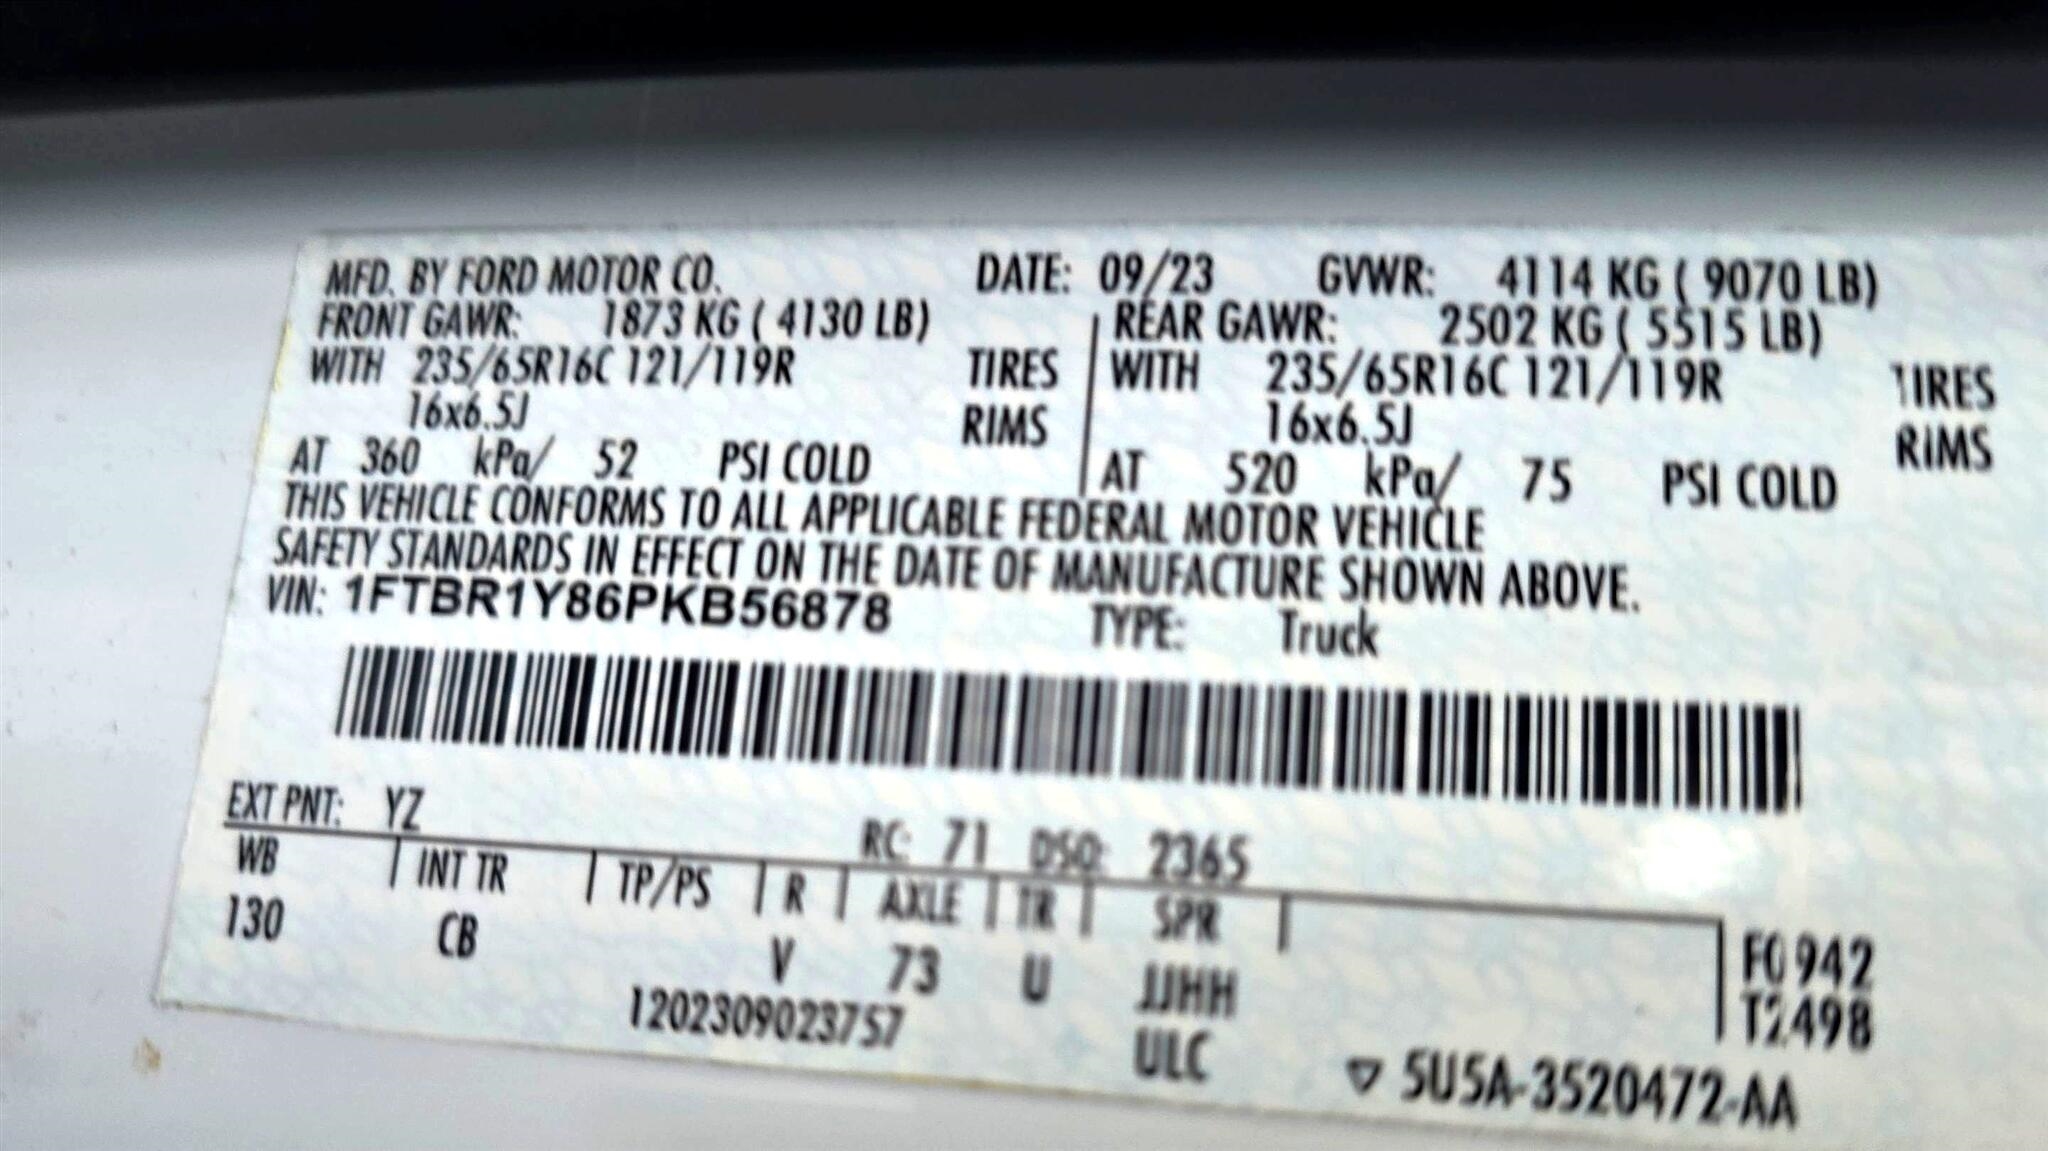 MFD. BY FORD MOTOR CO. DATE: 09/23 GVWR: 4114 KG ( 9070 LB)
FRONT GAWR: 1873 KG ( 4130 LB) REAR GAWR: 2502 KG ( 5515 LB)
WITH 235/65R16C 121/119R TIRES WITH 235/65R16C 121/119R TIRES
16x6.5J RIMS 16x6.5J RIMS
AT 360 kPa/ 52 PSI COLD AT 520 kPa/ 75 PSI COLD
THIS VEHICLE CONFORMS TO ALL APPLICABLE FEDERAL MOTOR VEHICLE
SAFETY STANDARDS IN EFFECT ON THE DATE OF MANUFACTURE SHOWN ABOVE.
VIN: 1FTBR1Y86PKB56878 TYPE: Truck
EXT PNT: YZ RC: 71 DSO: 2365
WB INT TR TP/PS R AXLE TR SPR
130 CB V 73 U JJHH
F0942
T2498
1202309023757 ULC
▽ 5U5A-3520472-AA